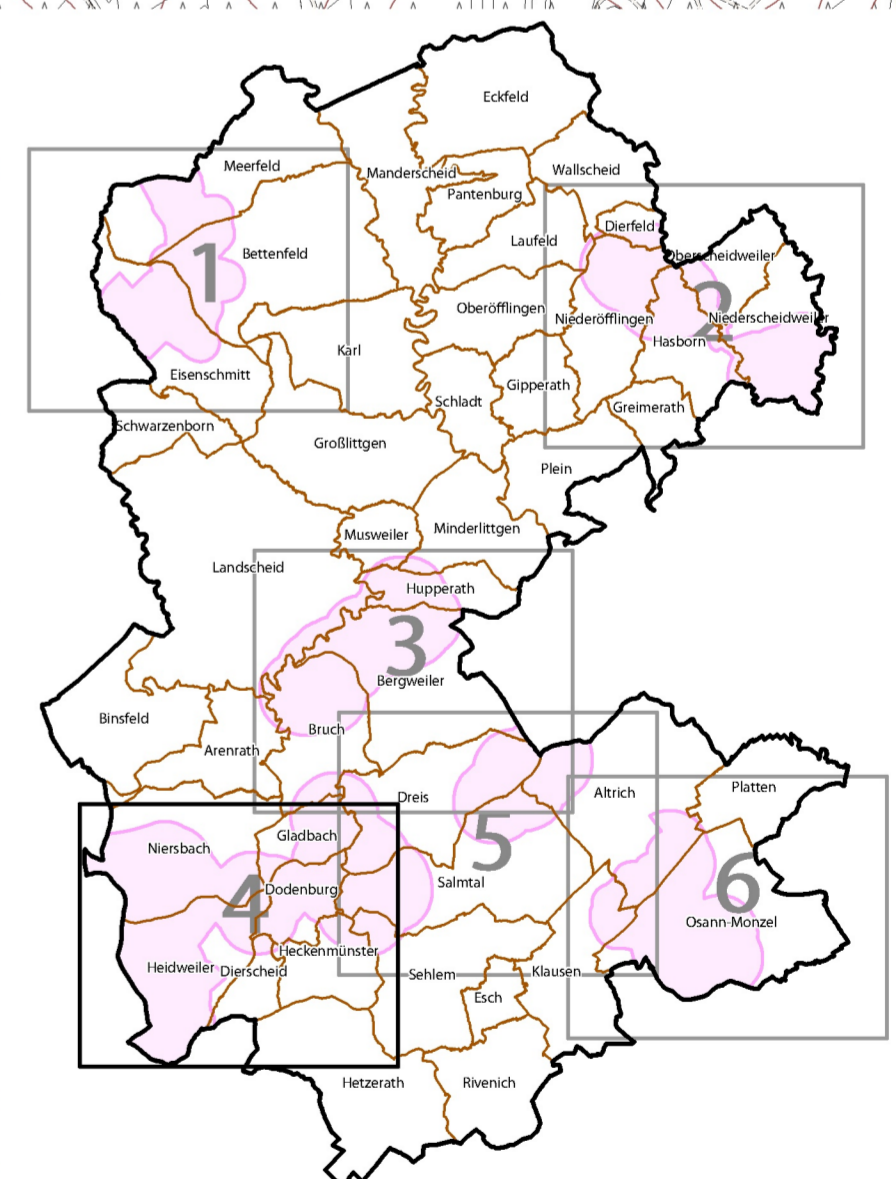 Eckfeld
Meerfeld
Manderscheid
Wallscheid
Pantenburg
Dierfeld
Laufeld
Bettenfeld
Oberscheidweiler
1
2
Oberöfflingen
Niederöfflingen
Niederscheidweiler
Hasborn
Karl
Eisenschmitt
Gipperath
Schladt
Greimerath
Schwarzenborn
Großlittgen
Plein
Musweiler
Minderlittgen
Landscheid
Hupperath
3
Bergweiler
Binsfeld
Bruch
Arenrath
Dreis
Altrich
Platten
Gladbach
Niersbach
5
Salmtal
6
Dodenburg
4
Osann-Monzel
Heckenmünster
Heidweiler
Dierscheid
Sehlem
Klausen
Esch
Hetzerath
Rivenich